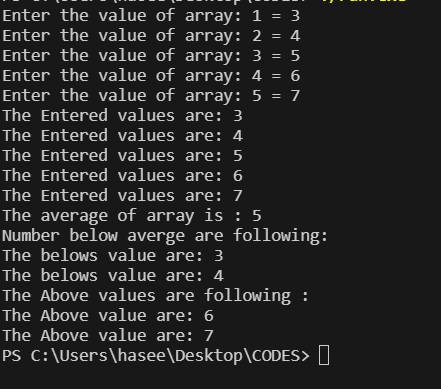 Enter the value of array: 1 = 3
Enter the value of array: 2 = 4
Enter the value of array: 3 = 5
Enter the value of array: 4 = 6
Enter the value of array: 5 = 7
The Entered values are: 3
The Entered values are: 4
The Entered values are: 5
The Entered values are: 6
The Entered values are: 7
The average of array is : 5
Number below averge are following:
The belows value are: 3
The belows value are: 4
The Above values are following :
The Above value are: 6
The Above value are: 7
PS C:\Users\hasee\Desktop\CODES>